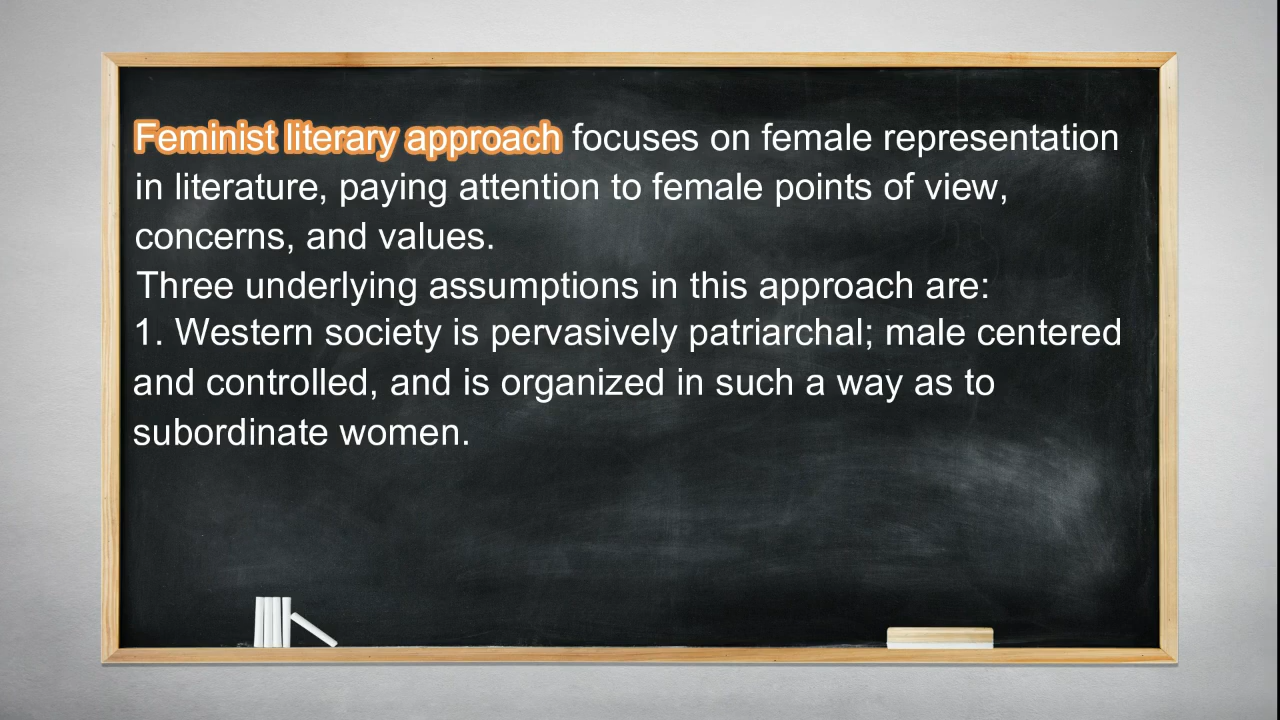 Feminist literary approach focuses on female representation
in literature, paying attention to female points of view,
concerns, and values.
Three underlying assumptions in this approach are:
1. Western society is pervasively patriarchal; male centered
and controlled, and is organized in such a way as to
subordinate women.